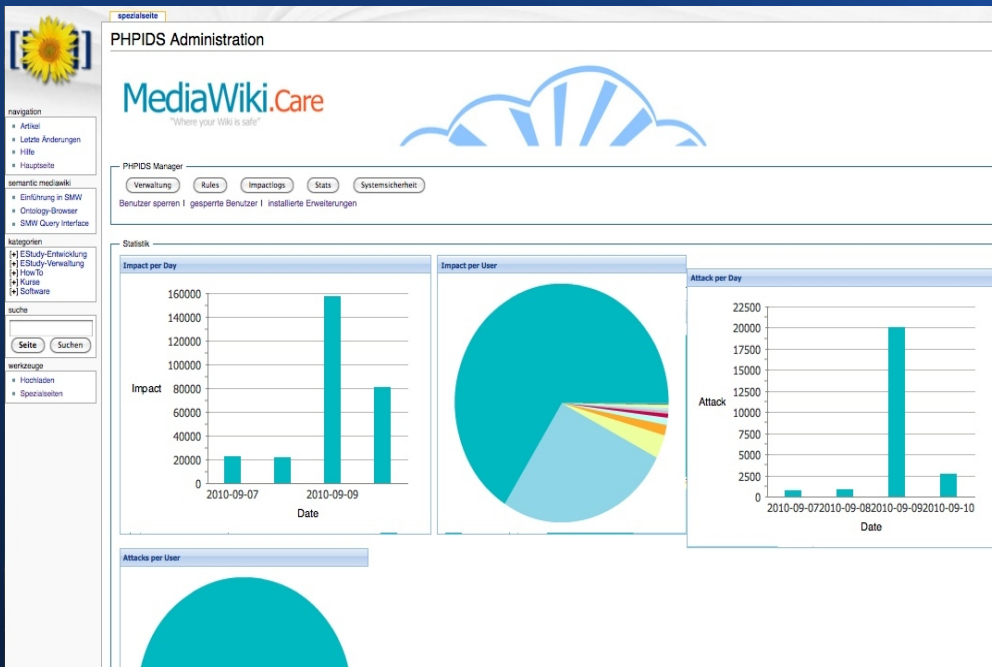 spezialseite
PHPIDS Administration
MediaWiki.Care
"Where your Wiki is safe"
navigation
Artikel
Letzte Änderungen
Hilfe
Hauptseite
semantic mediawiki
Einführung in SMW
Ontology-Browser
SMW Query Interface
kategorien
[+] EStudy-Entwicklung
[+] EStudy-Verwaltung
[+] HowTo
[+] Kurse
[+] Software
suche
Seite Suchen
werkzeuge
Hochladen
Spezialseiten
PHPIDS Manager
Verwaltung Rules Impactlogs Stats Systemsicherheit
Benutzer sperren | gesperrte Benutzer | installierte Erweiterungen
Statistik
Impact per Day
160000
140000
120000
100000
Impact 80000
60000
40000
20000
0
2010-09-07 2010-09-09
Date
Impact per User
Attack per Day
22500
20000
17500
15000
12500
Attack 10000
7500
5000
2500
0
2010-09-07 2010-09-08 2010-09-09 2010-09-10
Date
Attacks per User